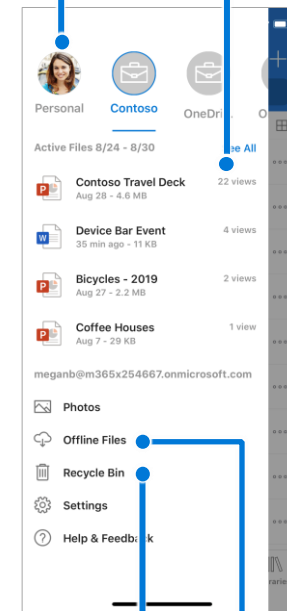 Personal Contoso OneDri... O
Active Files 8/24 - 8/30 ee All
Contoso Travel Deck 22 views
Aug 28 - 4.6 MB
Device Bar Event 4 views
35 min ago - 11 KB
Bicycles - 2019 2 views
Aug 27 - 2.2 MB
Coffee Houses 1 view
Aug 7 - 29 KB
meganb@m365x254667.onmicrosoft.com
Photos
Offline Files
Recycle Bin
Settings
Help & Feedback